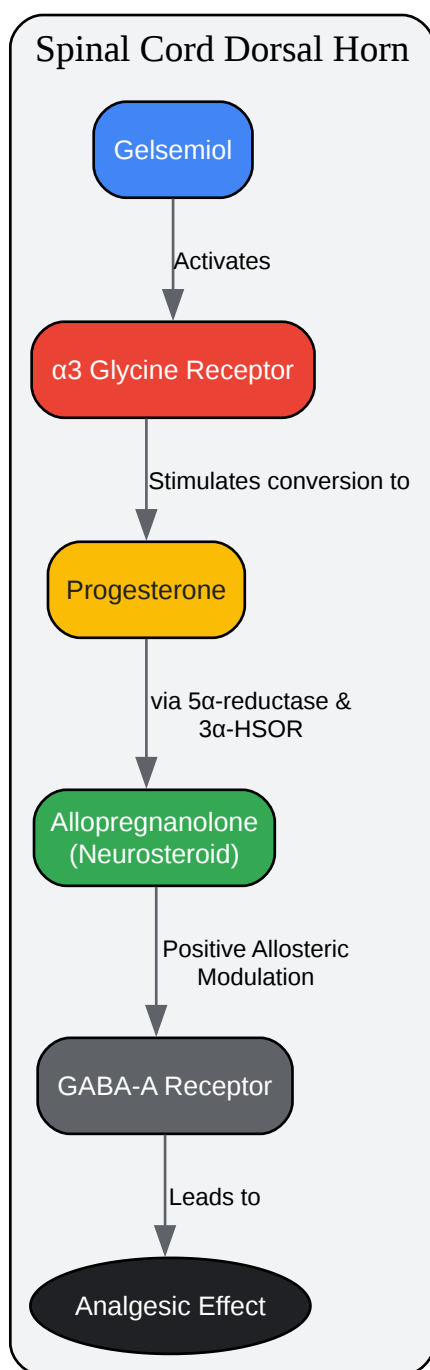 Spinal Cord Dorsal Horn
Gelsemiol
Activates
α3 Glycine Receptor
Stimulates conversion to
Progesterone
via 5α-reductase &
3α-HSOR
Allopregnanolone
(Neurosteroid)
Positive Allosteric
Modulation
GABA-A Receptor
Leads to
Analgesic Effect